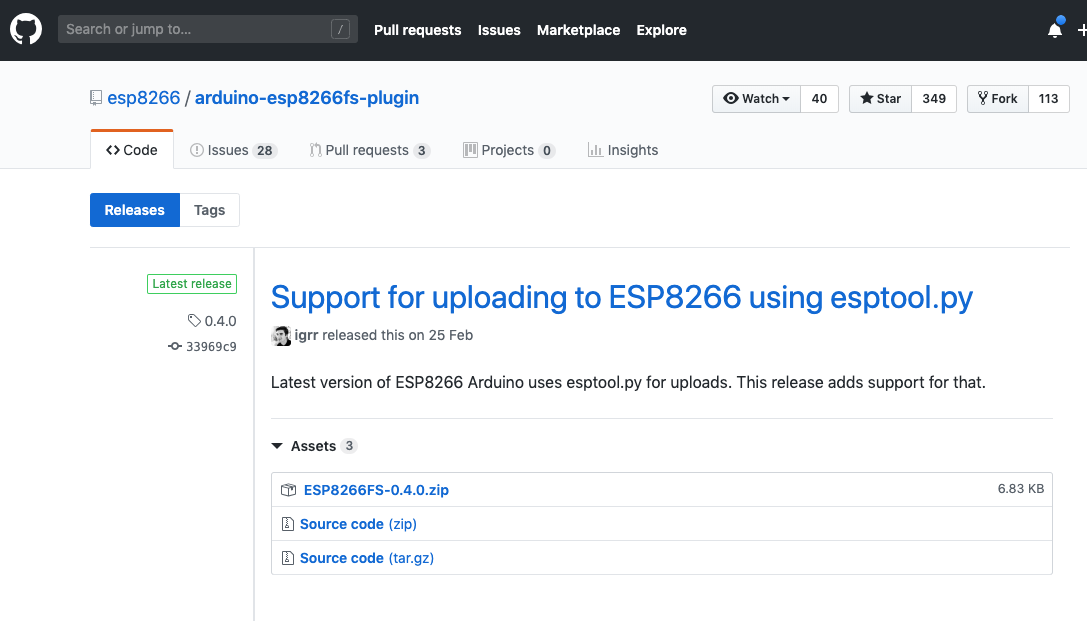 Search or jump to… / Pull requests Issues Marketplace Explore
esp8266 / arduino-esp8266fs-plugin Watch 40 Star 349 Fork 113
Code Issues 28 Pull requests 3 Projects 0 Insights
Releases Tags
Latest release
0.4.0
33969c9
Support for uploading to ESP8266 using esptool.py
igrr released this on 25 Feb
Latest version of ESP8266 Arduino uses esptool.py for uploads. This release adds support for that.
Assets 3
ESP8266FS-0.4.0.zip 6.83 KB
Source code (zip)
Source code (tar.gz)